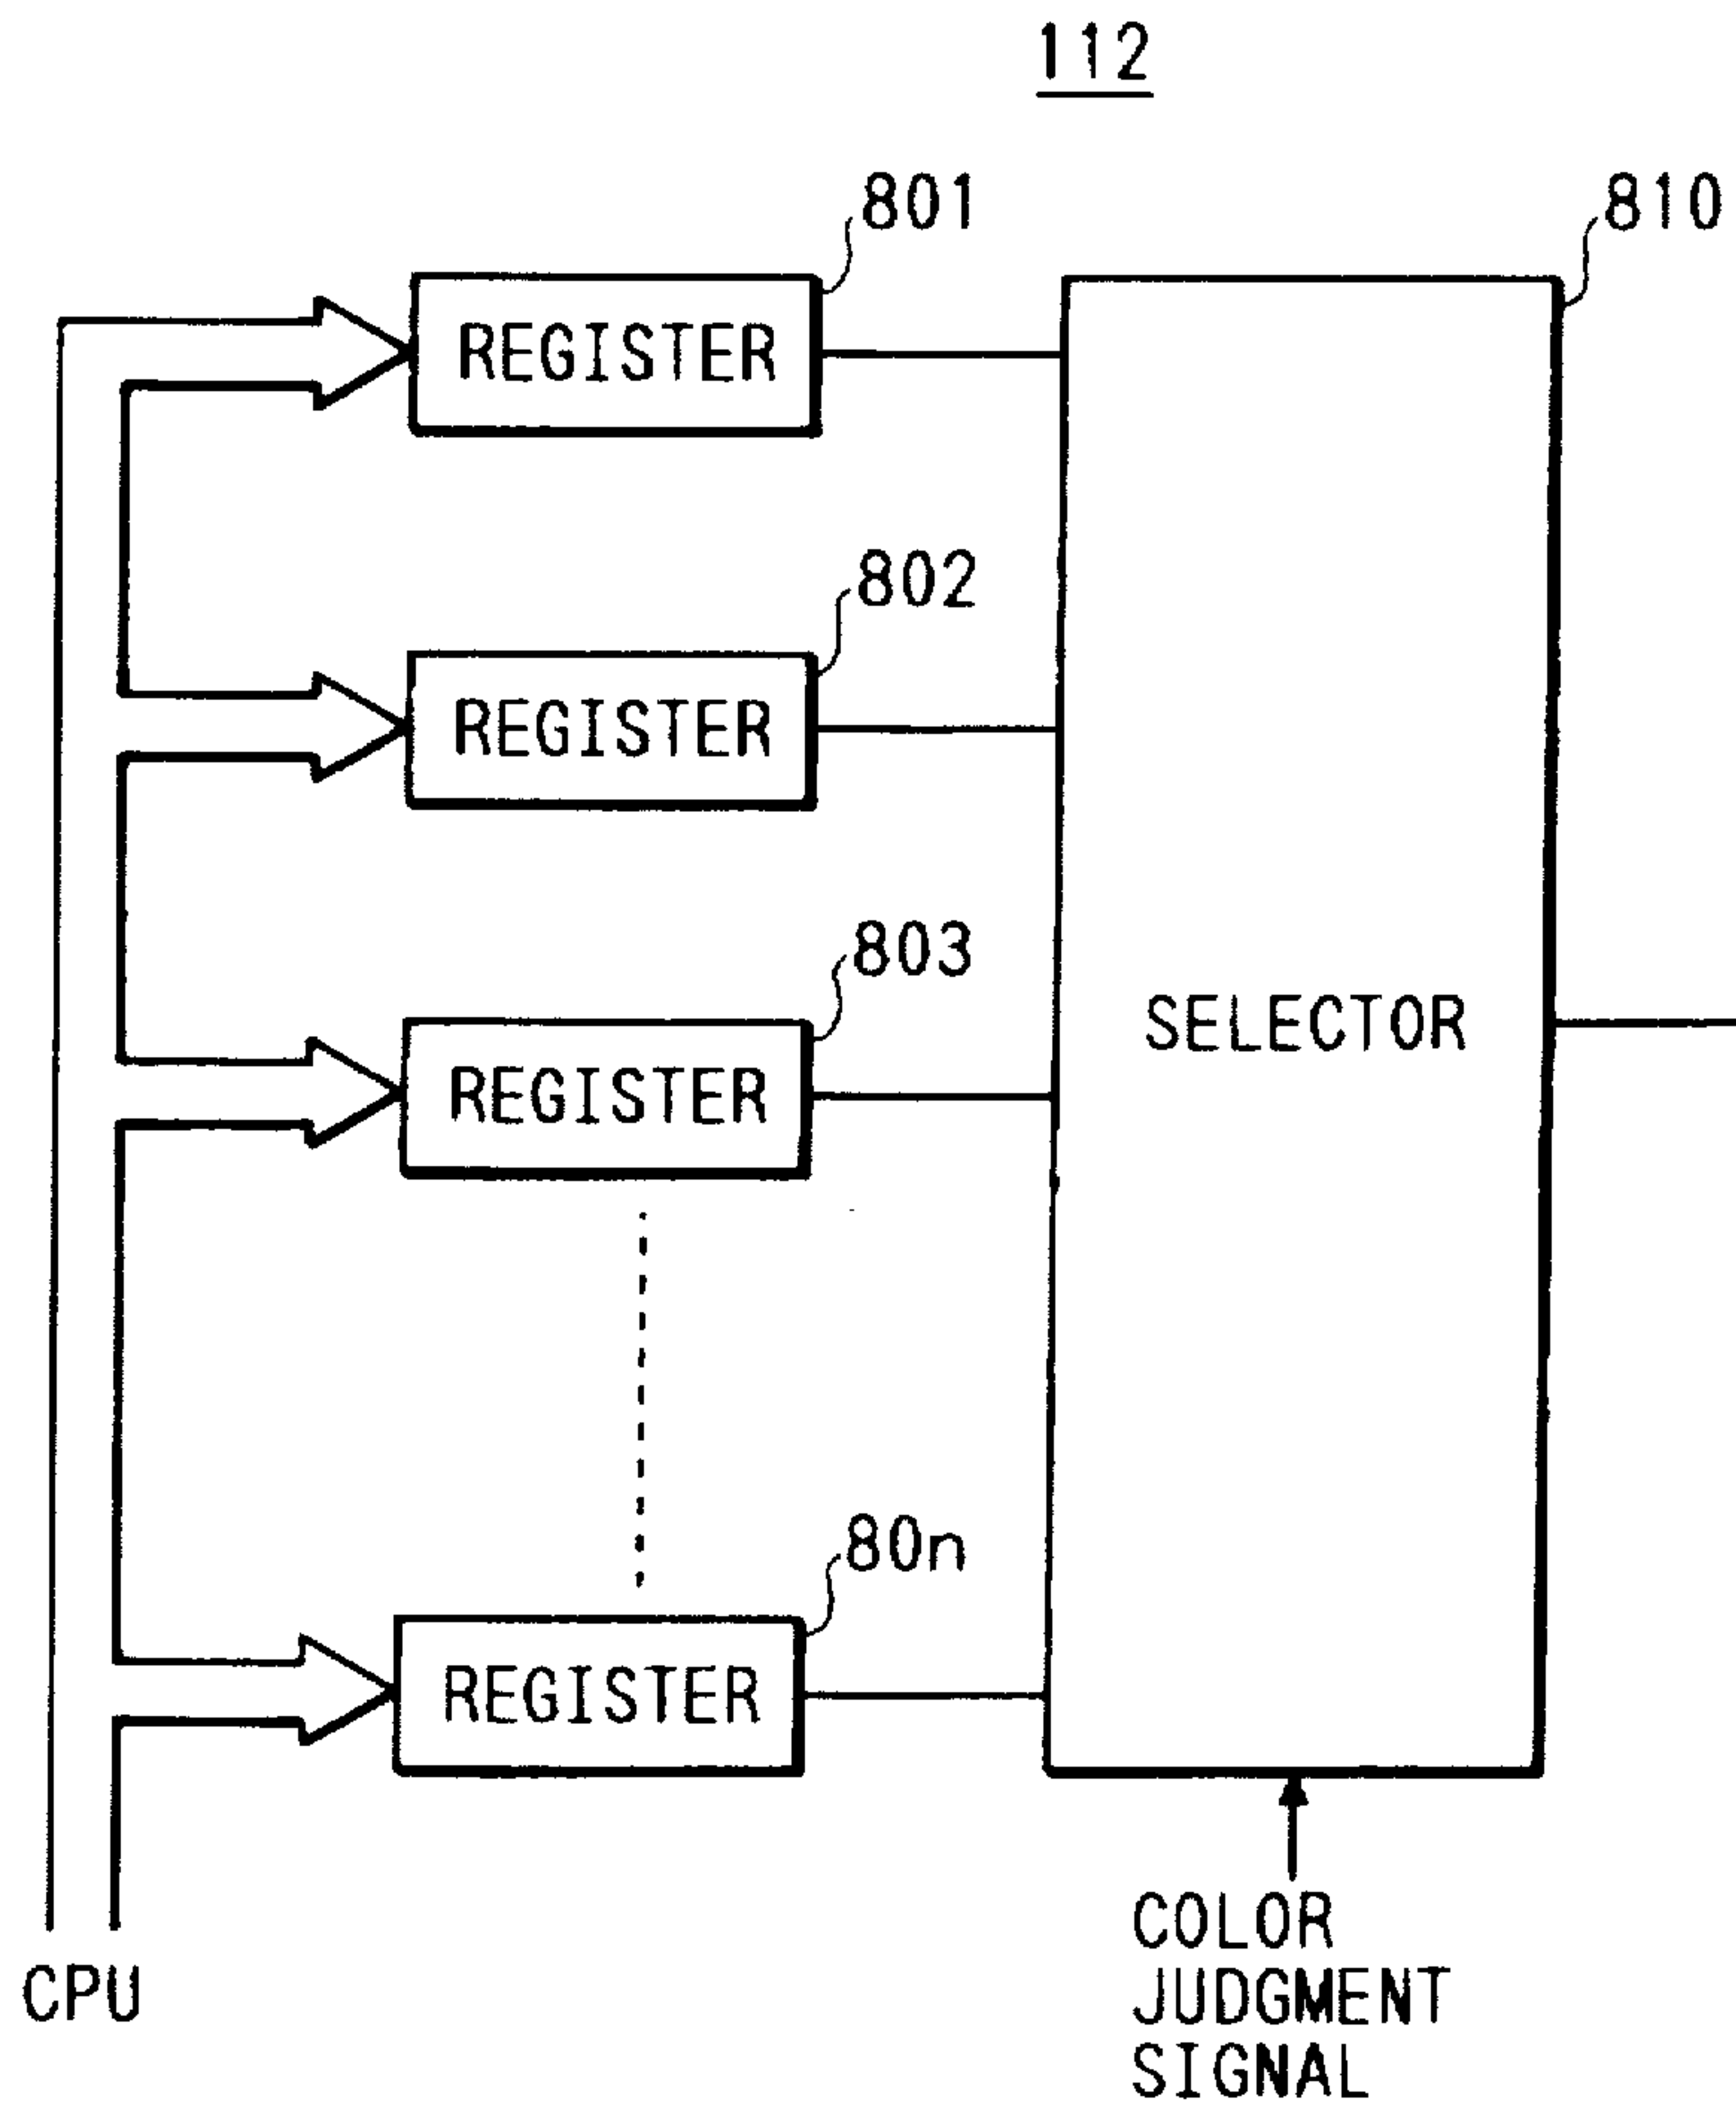 112
801
810
REGISTER
802
REGISTER
803
SELECTOR
REGISTER
80n
REGISTER
COLOR
JUDGMENT
SIGNAL
CPU